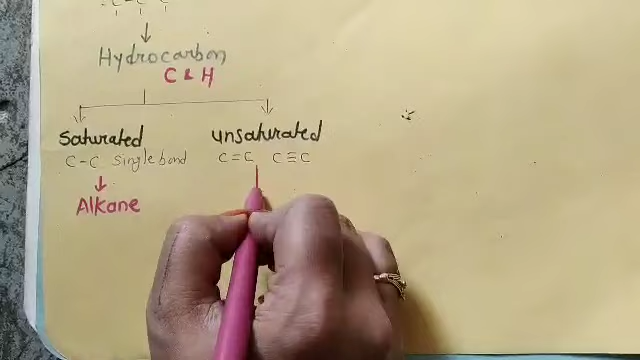 Hydrocarbon
C & H
Saturated unsaturated
C-C Single bond C=C C≡C
Alkane